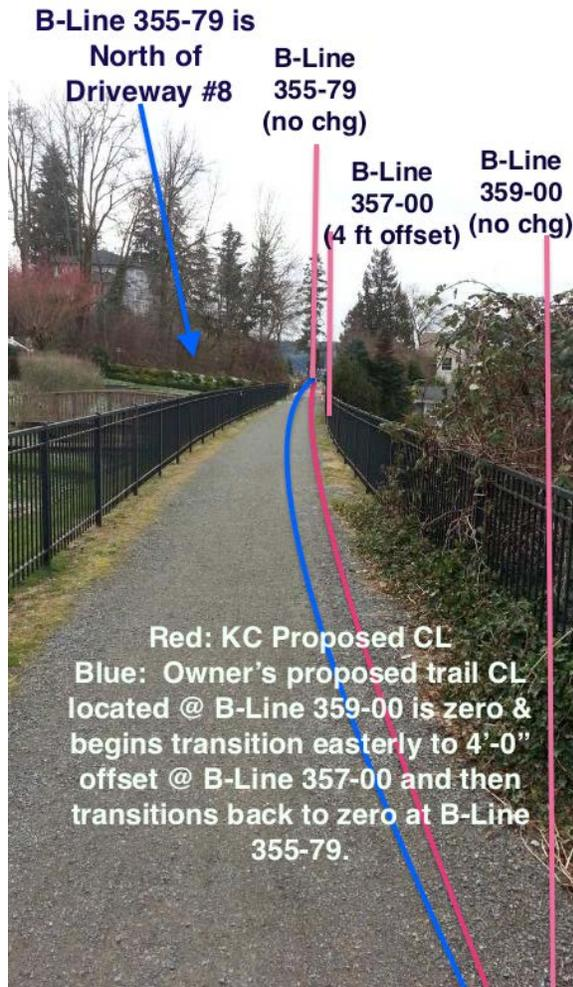 B-Line 355-79 is
North of
Driveway #8
B-Line
355-79
(no chg)
B-Line
357-00
(4 ft offset)
B-Line
359-00
(no chg)
Red: KC Proposed CL
Blue:  Owner's proposed trail CL
located @ B-Line 359-00 is zero &
begins transition easterly to 4'-0"
offset @ B-Line 357-00 and then
transitions back to zero at B-Line
355-79.